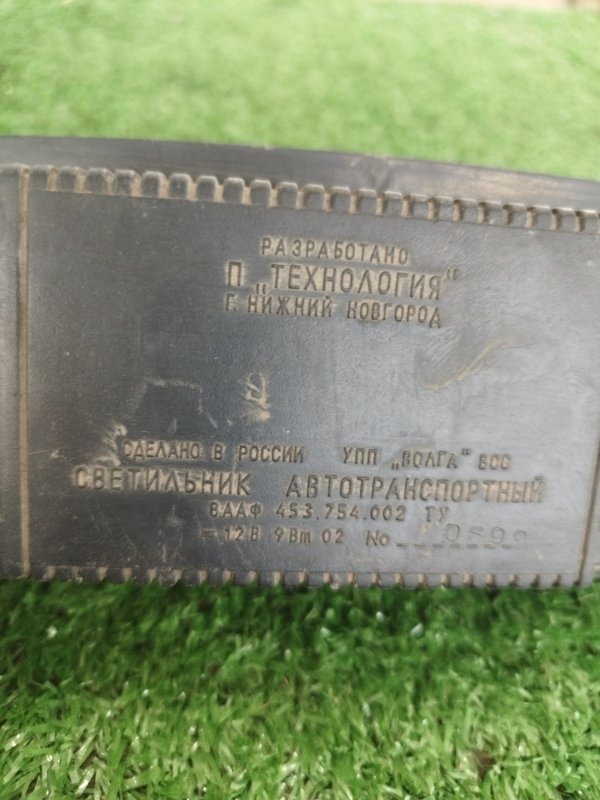 РАЗРАБОТАНО
П „ТЕХНОЛОГИЯ“
Г. НИЖНИЙ НОВГОРОД
СДЕЛАНО В РОССИИ УПП „ВОЛГА“ ВОС
СВЕТИЛЬНИК АВТОТРАНСПОРТНЫЙ
ВААФ 453.754.002 ТУ
= 12В 9Вт 02 No